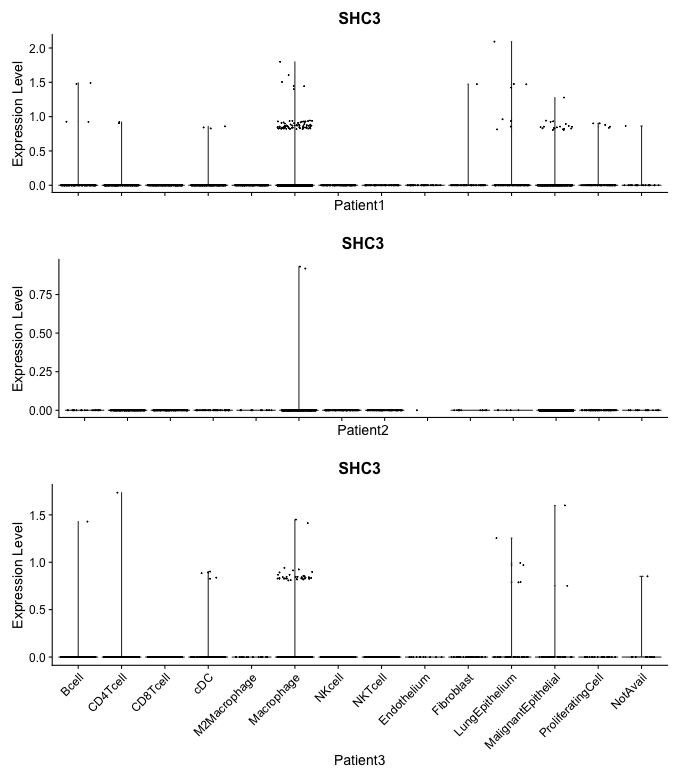 SHC3
Expression Level
2.0
1.5
1.0
0.5
0.0
Patient1
SHC3
Expression Level
0.75
0.50
0.25
0.00
Patient2
SHC3
Expression Level
1.5
1.0
0.5
0.0
Bcell
CD4Tcell
CD8Tcell
cDC
M2Macrophage
Macrophage
NKcell
NKTcell
Endothelium
Fibroblast
LungEpithelium
MalignantEpithelial
ProliferatingCell
NotAvail
Patient3